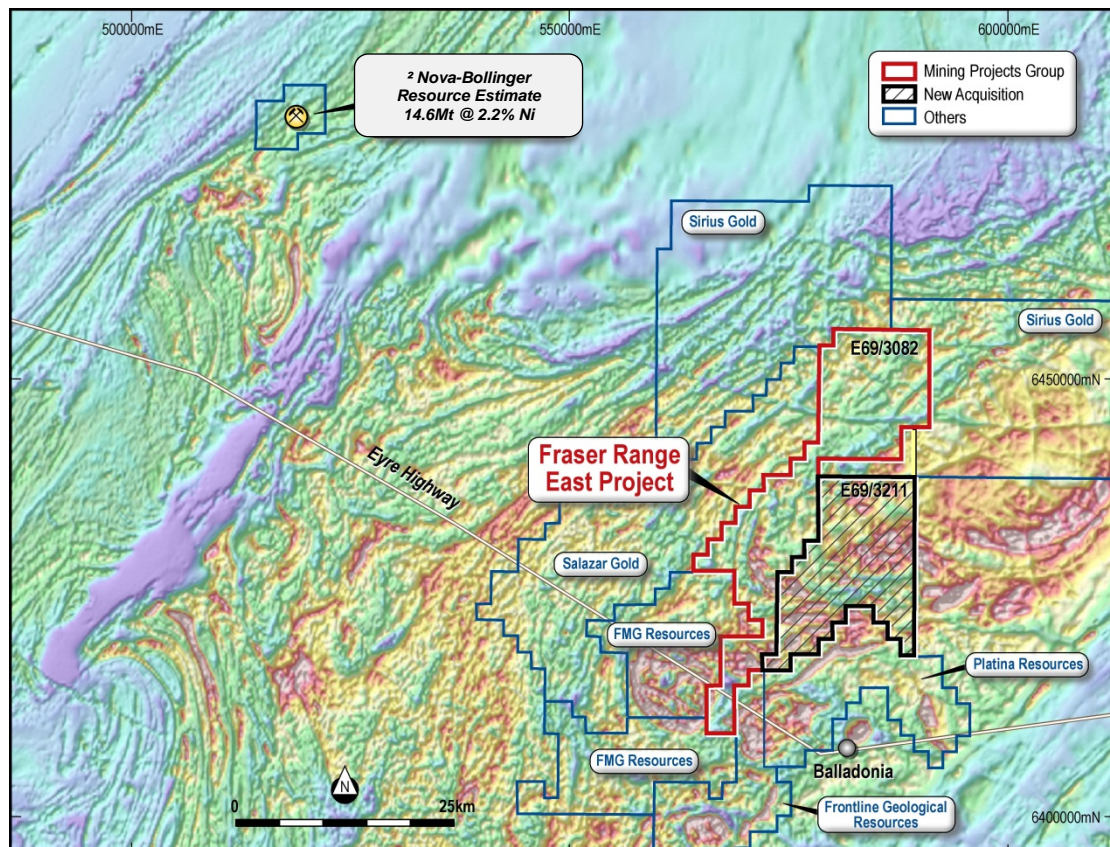 500000mE
550000mE
600000mE
² Nova-Bollinger
Resource Estimate
14.6Mt @ 2.2% Ni
Mining Projects Group
New Acquisition
Others
Sirius Gold
Sirius Gold
E69/3082
6450000mN
Eyre Highway
Fraser Range
East Project
E69/3211
Salazar Gold
FMG Resources
Platina Resources
FMG Resources
Balladonia
N
0
25km
Frontline Geological
Resources
6400000mN